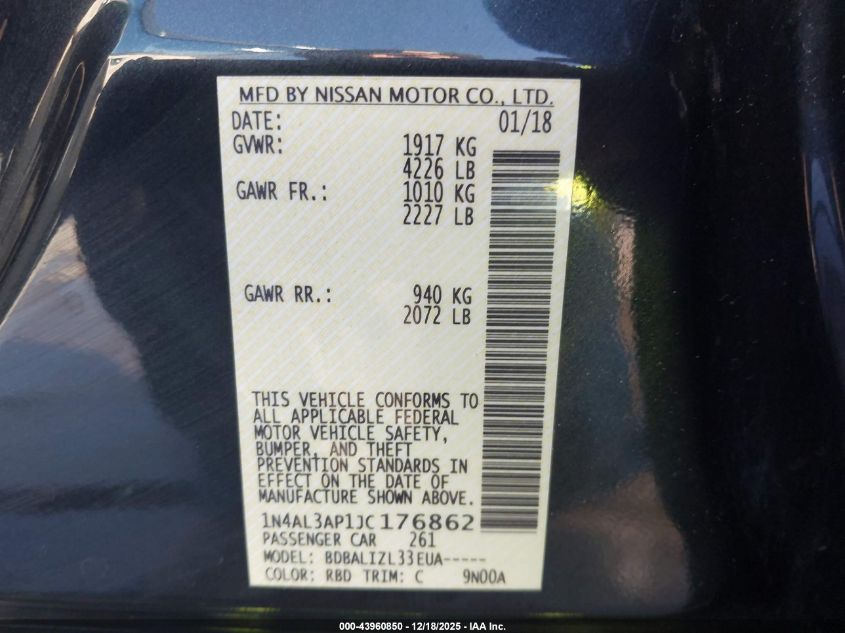 MFD BY NISSAN MOTOR CO., LTD.
DATE: 01/18
GVWR: 1917 KG
4226 LB
GAWR FR.: 1010 KG
2227 LB
GAWR RR.: 940 KG
2072 LB
THIS VEHICLE CONFORMS TO
ALL APPLICABLE FEDERAL
MOTOR VEHICLE SAFETY,
BUMPER, AND THEFT
PREVENTION STANDARDS IN
EFFECT ON THE DATE OF
MANUFACTURE SHOWN ABOVE.
1N4AL3AP1JC176862
PASSENGER CAR 261
MODEL: BDBALIZL33EUA-----
COLOR: RBD TRIM: C 9N00A
000-43960850 - 12/18/2025 - IAA Inc.